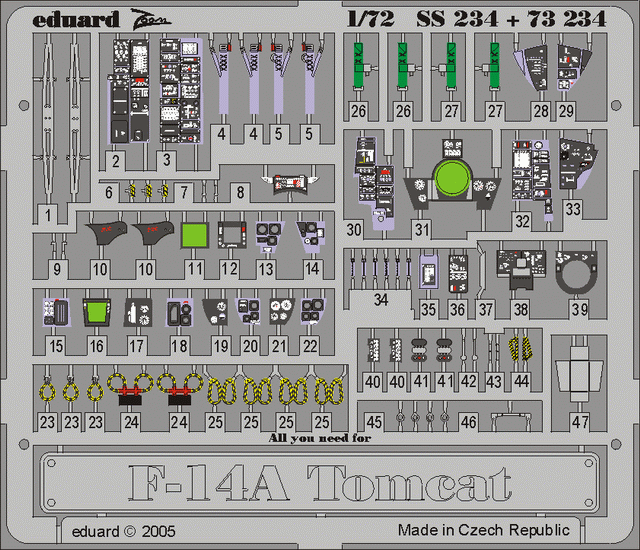 eduard Zoom 1/72 SS 234 + 73 234
26 26 27 27 28 29
2 3 4 4 5 5
6 7 8
1
30 31 32 33
9 10 10 11 12 13 14
34 35 36 37 38 39
15 16 17 18 19 20 21 22
40 40 41 41 42 43 44
23 23 23 24 24 25 25 25 25
45 46 47
All you need for
F-14A Tomcat
eduard © 2005 Made in Czech Republic